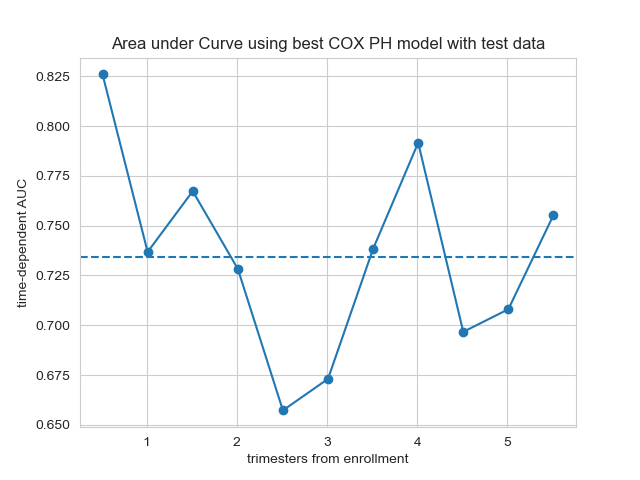 Area under Curve using best COX PH model with test data
time-dependent AUC
0.825
0.800
0.775
0.750
0.725
0.700
0.675
0.650
1 2 3 4 5
trimesters from enrollment